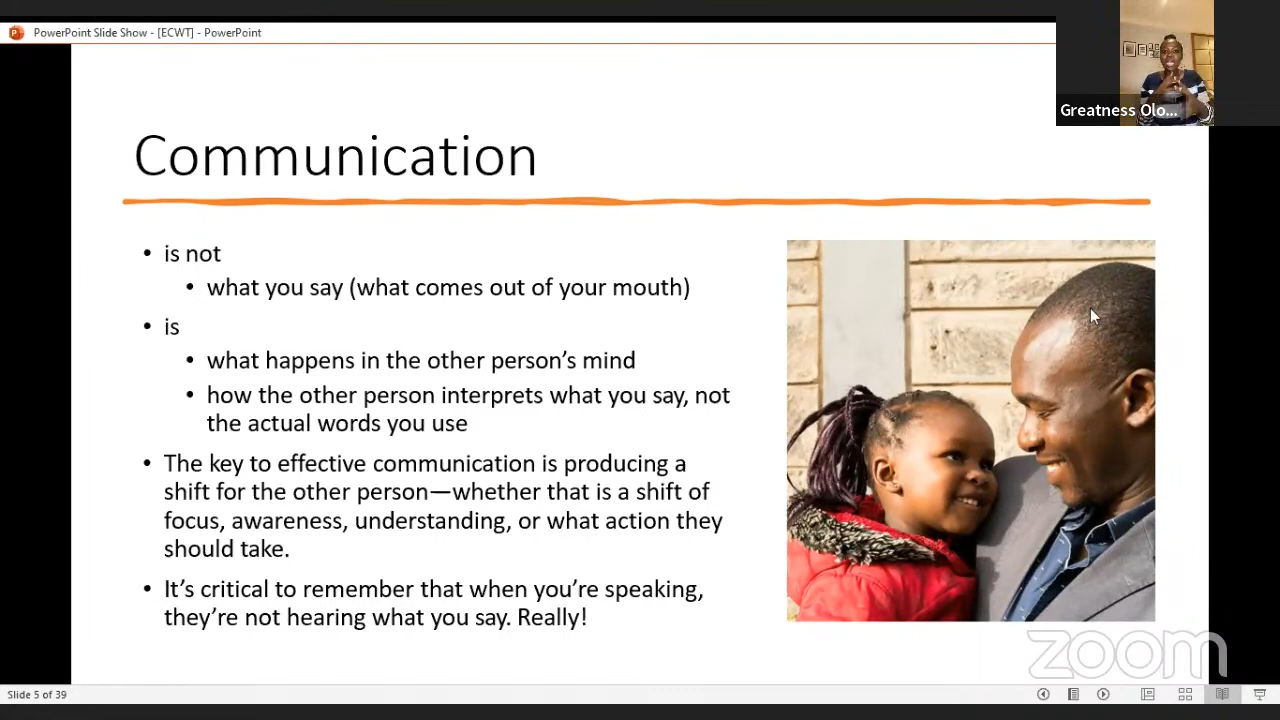 PowerPoint Slide Show - [ECWT] - PowerPoint
Greatness Olo...
Communication
• is not
• what you say (what comes out of your mouth)
• is
• what happens in the other person's mind
• how the other person interprets what you say, not
the actual words you use
• The key to effective communication is producing a
shift for the other person—whether that is a shift of
focus, awareness, understanding, or what action they
should take.
• It's critical to remember that when you're speaking,
they're not hearing what you say. Really!
zoom
Slide 5 of 39